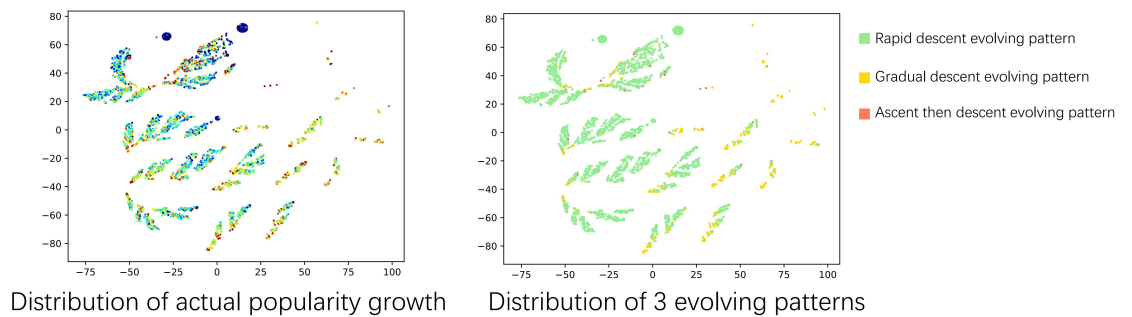 80
60
40
20
0
−20
−40
−60
−80
−75 −50 −25 0 25 50 75 100
Distribution of actual popularity growth
80
60
40
20
0
−20
−40
−60
−80
−75 −50 −25 0 25 50 75 100
Distribution of 3 evolving patterns
Rapid descent evolving pattern
Gradual descent evolving pattern
Ascent then descent evolving pattern